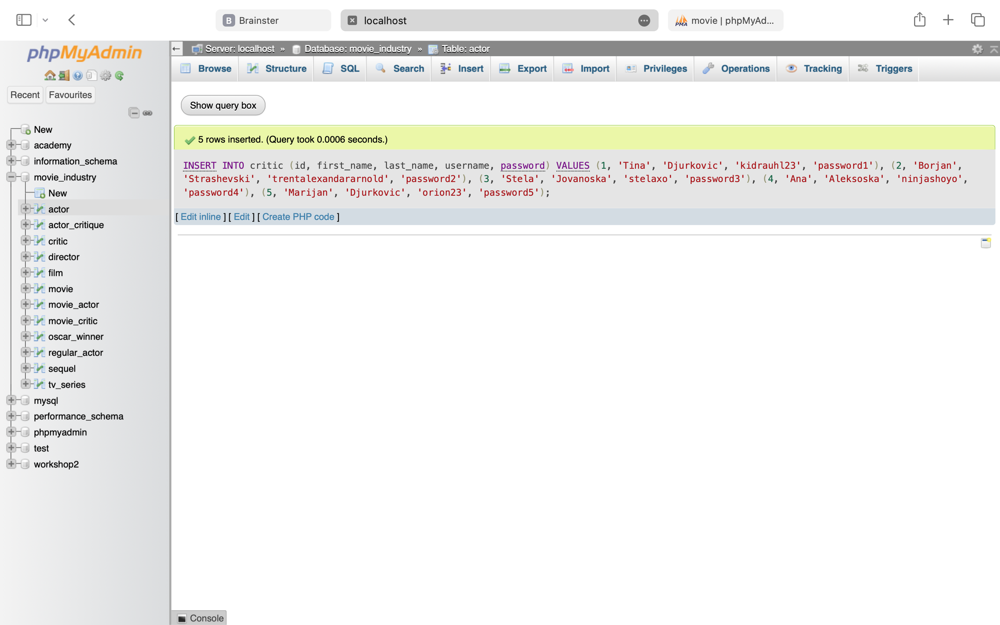 B Brainster
localhost
PMA movie | phpMyAd...
phpMyAdmin
Recent Favourites
New
academy
information_schema
movie_industry
New
actor
actor_critique
critic
director
film
movie
movie_actor
movie_critic
oscar_winner
regular_actor
sequel
tv_series
mysql
performance_schema
phpmyadmin
test
workshop2
Server: localhost » Database: movie_industry » Table: actor
Browse Structure SQL Search Insert Export Import Privileges Operations Tracking Triggers
Show query box
5 rows inserted. (Query took 0.0006 seconds.)
INSERT INTO critic (id, first_name, last_name, username, password) VALUES (1, 'Tina', 'Djurkovic', 'kidrauhl23', 'password1'), (2, 'Borjan',
'Strashevski', 'trentalexandararnold', 'password2'), (3, 'Stela', 'Jovanoska', 'stelaxo', 'password3'), (4, 'Ana', 'Aleksoska', 'ninjashoyo',
'password4'), (5, 'Marijan', 'Djurkovic', 'orion23', 'password5');
[ Edit inline ] [ Edit ] [ Create PHP code ]
Console